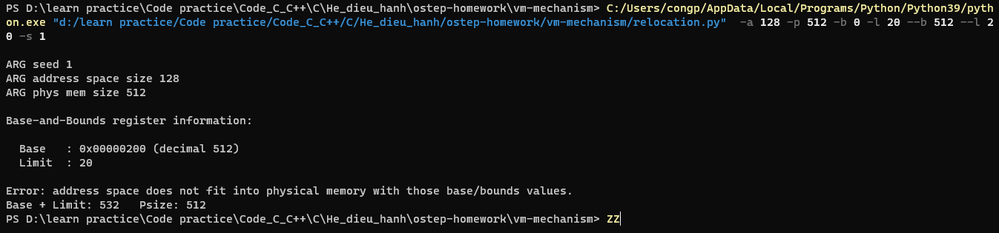 PS D:\learn practice\Code practice\Code_C_C++\C\He_dieu_hanh\ostep-homework\vm-mechanism> C:/Users/congp/AppData/Local/Programs/Python/Python39/pyth
on.exe "d:/learn practice/Code practice/Code_C_C++/C/He_dieu_hanh/ostep-homework/vm-mechanism/relocation.py"  -a 128 -p 512 -b 0 -l 20 --b 512 --l 2
0 -s 1

ARG seed 1
ARG address space size 128
ARG phys mem size 512

Base-and-Bounds register information:

  Base   : 0x00000200 (decimal 512)
  Limit  : 20

Error: address space does not fit into physical memory with those base/bounds values.
Base + Limit: 532   Psize: 512
PS D:\learn practice\Code practice\Code_C_C++\C\He_dieu_hanh\ostep-homework\vm-mechanism> ZZ